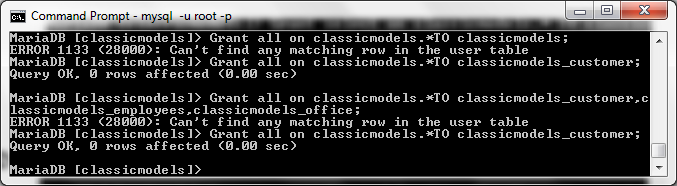 Command Prompt - mysql -u root -p
MariaDB [classicmodels]> Grant all on classicmodels.*TO classicmodels;
ERROR 1133 (28000): Can't find any matching row in the user table
MariaDB [classicmodels]> Grant all on classicmodels.*TO classicmodels_customer;
Query OK, 0 rows affected (0.00 sec)
MariaDB [classicmodels]> Grant all on classicmodels.*TO classicmodels_customer,c
lassicmodels_employees,classicmodels_office;
ERROR 1133 (28000): Can't find any matching row in the user table
MariaDB [classicmodels]> Grant all on classicmodels.*TO classicmodels_customer;
Query OK, 0 rows affected (0.00 sec)
MariaDB [classicmodels]>